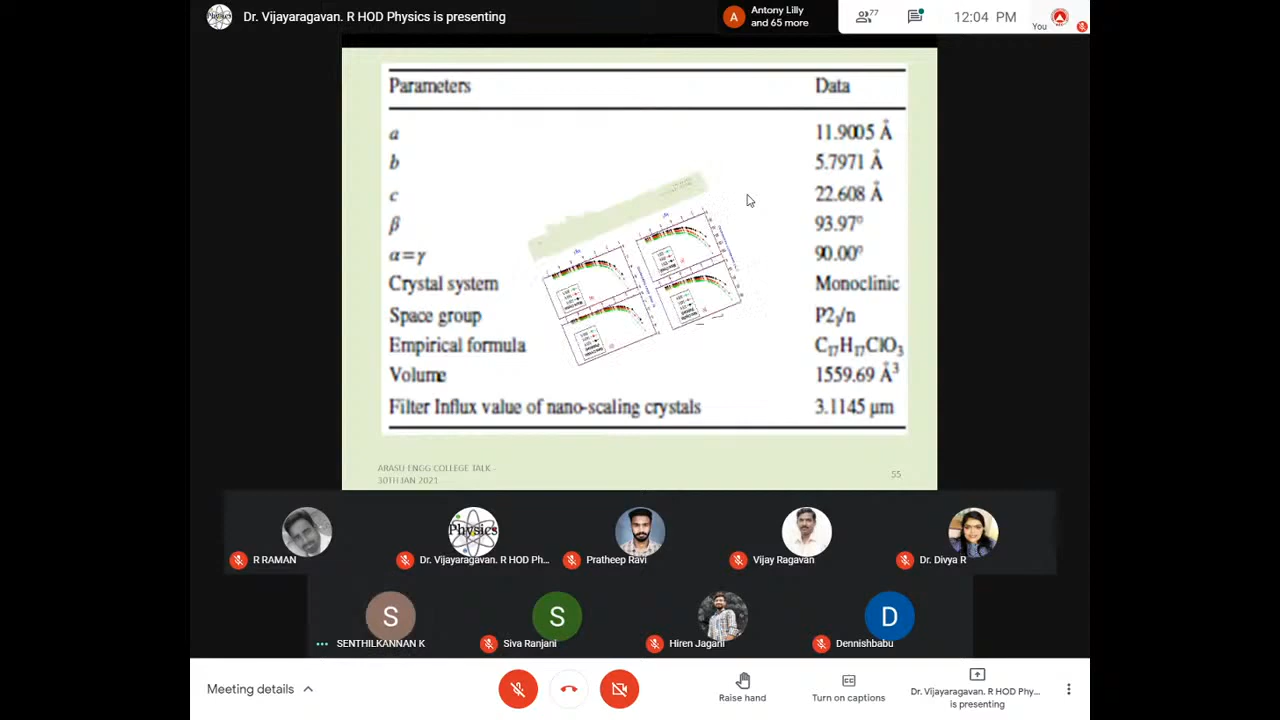 Dr. Vijayaragavan. R HOD Physics is presenting
A
Antony Lilly
and 65 more
77
12:04 PM
You
Parameters Data
a 11.9005 Å
b 5.7971 Å
c 22.608 Å
β 93.97°
α=γ 90.00°
Crystal system Monoclinic
Space group P2₁/n
Empirical formula C₁₇H₁₇ClO₃
Volume 1559.69 Å³
Filter Influx value of nano-scaling crystals 3.1145 µm
ARASU ENGG COLLEGE TALK -
30TH JAN 2021
55
Physics
R RAMAN
Dr. Vijayaragavan. R HOD Ph...
Pratheep Ravi
Vijay Ragavan
Dr. Divya R
S
S
D
SENTHILKANNAN K
Siva Ranjani
Hiren Jagani
Dennishbabu
Meeting details
Raise hand
Turn on captions
Dr. Vijayaragavan. R HOD Phy...
is presenting